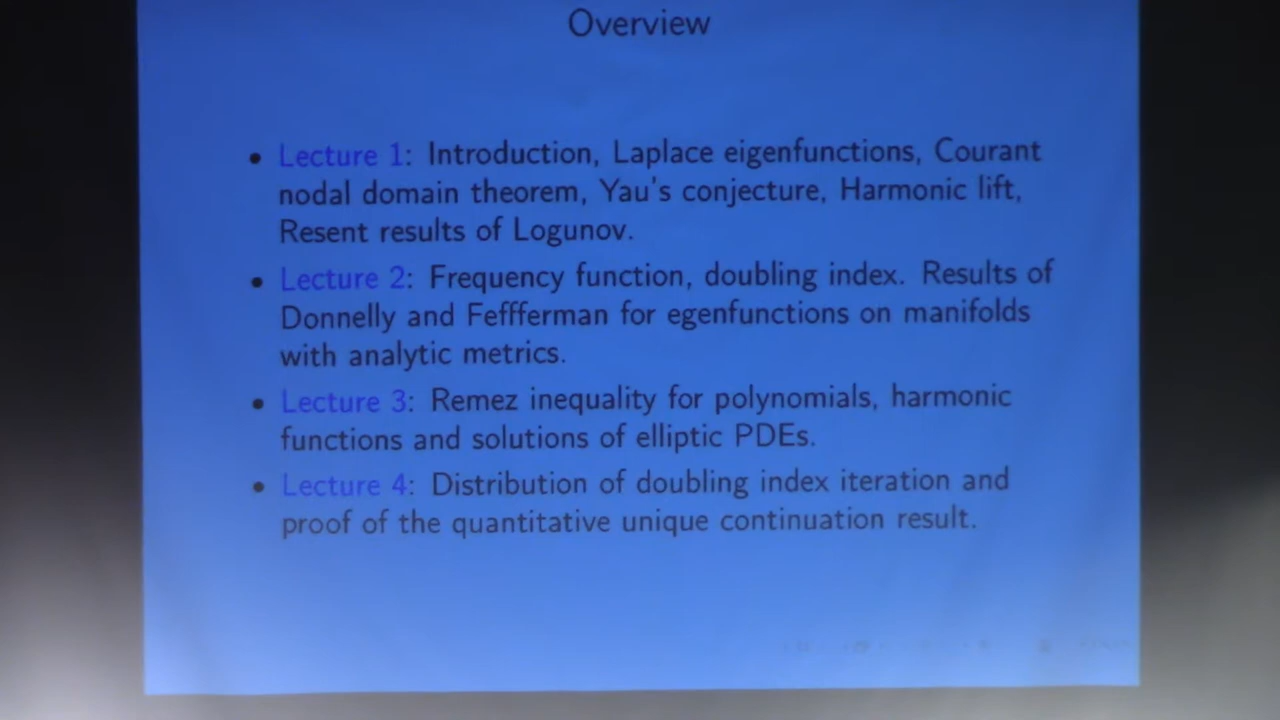 Overview
• Lecture 1: Introduction, Laplace eigenfunctions, Courant
nodal domain theorem, Yau's conjecture, Harmonic lift,
Resent results of Logunov.
• Lecture 2: Frequency function, doubling index. Results of
Donnelly and Feffferman for egenfunctions on manifolds
with analytic metrics.
• Lecture 3: Remez inequality for polynomials, harmonic
functions and solutions of elliptic PDEs.
• Lecture 4: Distribution of doubling index iteration and
proof of the quantitative unique continuation result.